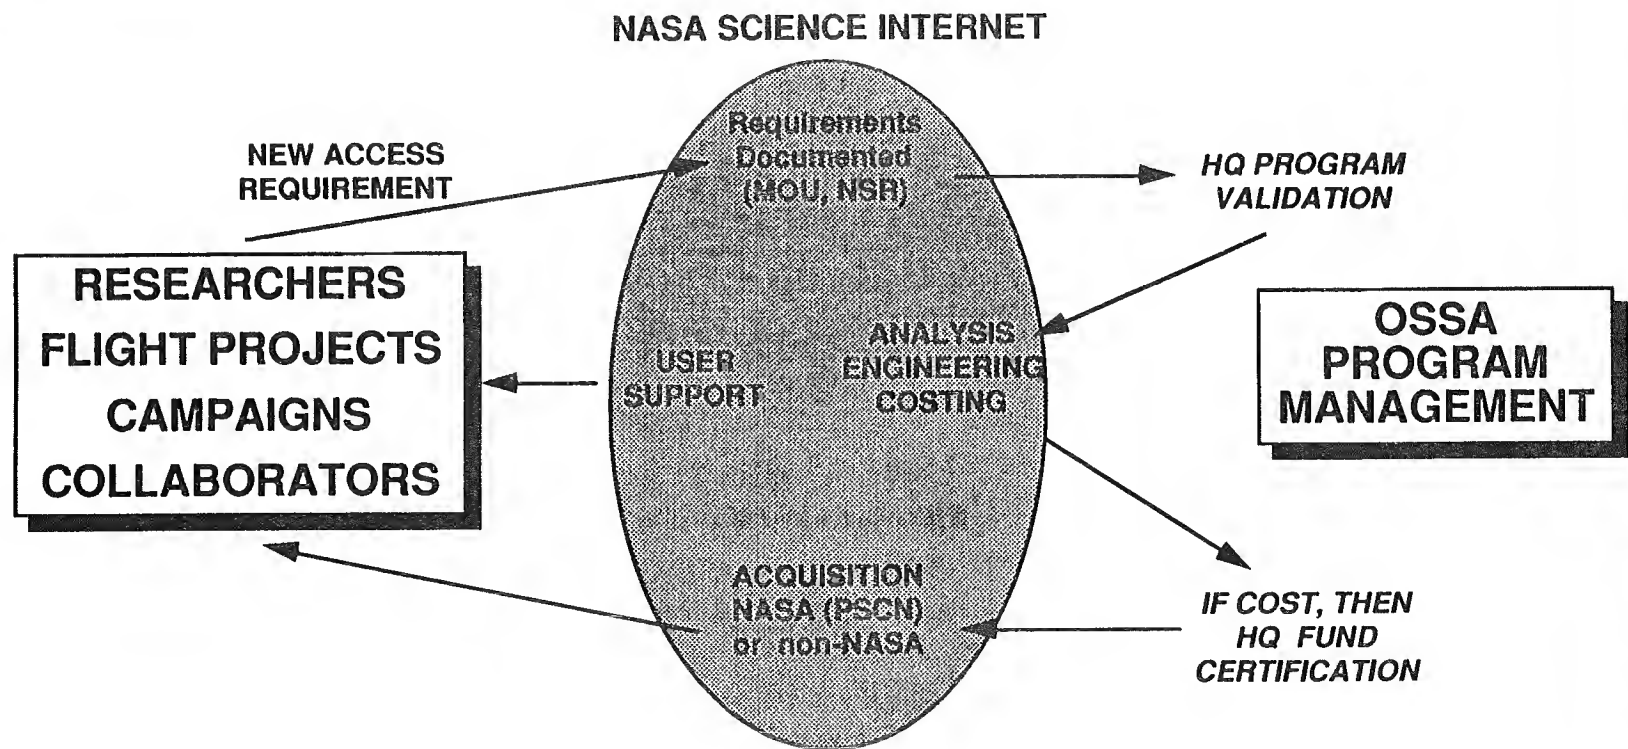 NASA SCIENCE INTERNET
NEW ACCESS
REQUIREMENT
Requirements
Documented
(MOU, NSR)
HQ PROGRAM
VALIDATION
RESEARCHERS
FLIGHT PROJECTS
CAMPAIGNS
COLLABORATORS
USER
SUPPORT
ANALYSIS
ENGINEERING
COSTING
OSSA
PROGRAM
MANAGEMENT
ACQUISITION
NASA (PSCN)
or non-NASA
IF COST, THEN
HQ FUND
CERTIFICATION